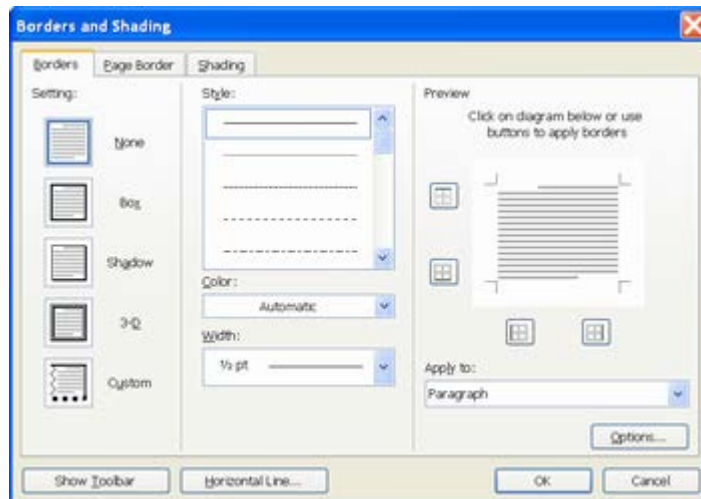 Borders and Shading
Borders
Page Border
Shading
Setting:
None
Box
Shadow
3-D
Custom
Style:
Color:
Automatic
Width:
½ pt
Preview
Click on diagram below or use
buttons to apply borders
Apply to:
Paragraph
Options...
Show Toolbar
Horizontal Line...
OK
Cancel